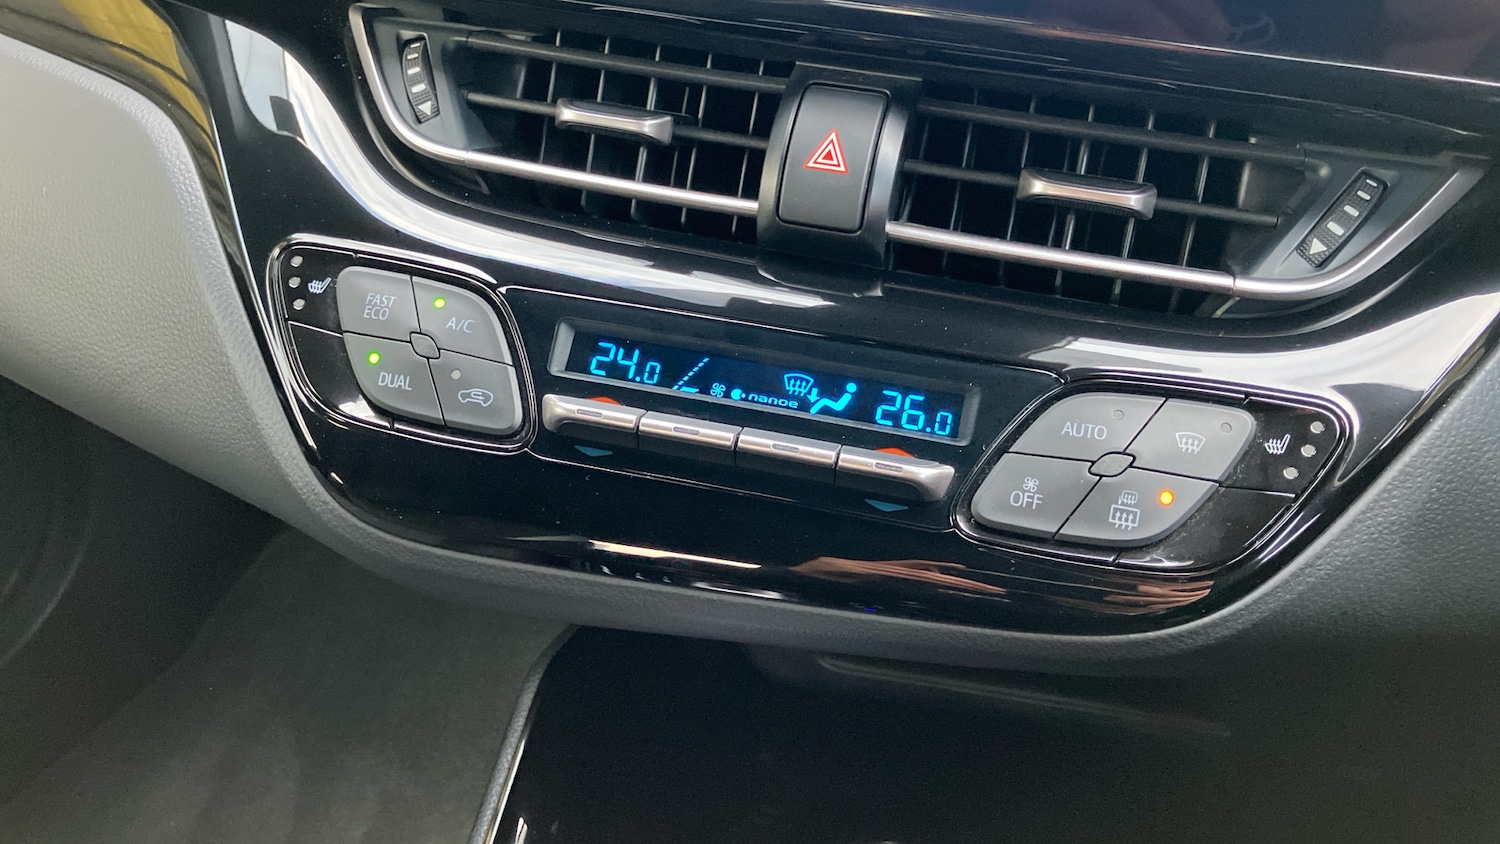 FAST
ECO
A/C
DUAL
24.0
nanoe
26.0
AUTO
OFF